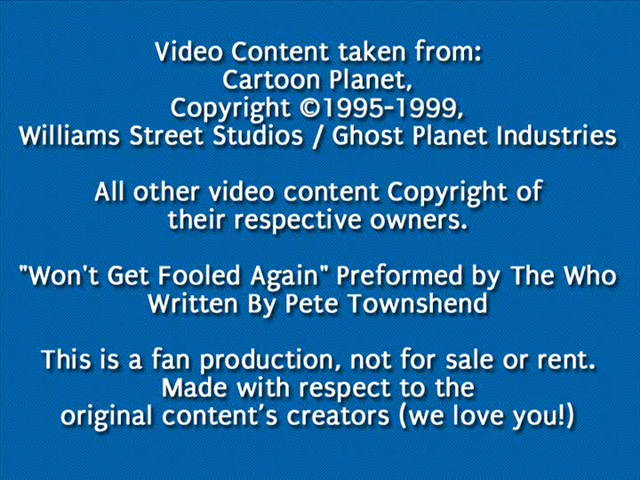 Video Content taken from:
Cartoon Planet,
Copyright ©1995-1999,
Williams Street Studios / Ghost Planet Industries
All other video content Copyright of
their respective owners.
"Won't Get Fooled Again" Preformed by The Who
Written By Pete Townshend
This is a fan production, not for sale or rent.
Made with respect to the
original content's creators (we love you!)